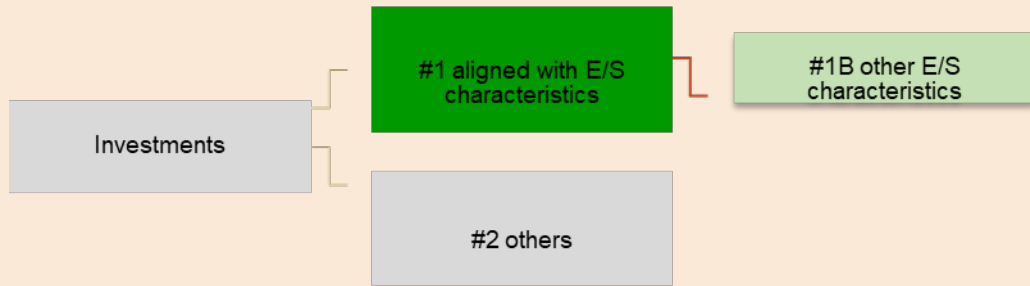 #1 aligned with E/S
characteristics
#1B other E/S
characteristics
Investments
#2 others